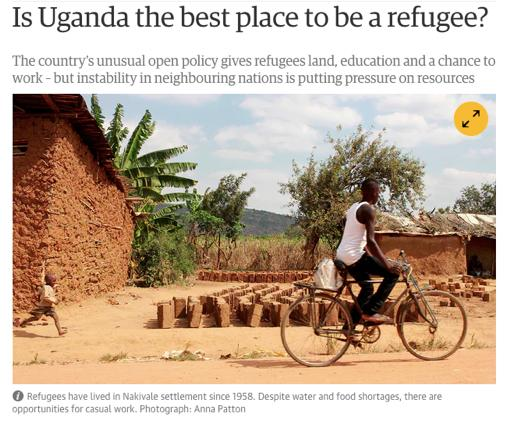 Is Uganda the best place to be a refugee?
The country's unusual open policy gives refugees land, education and a chance to
work – but instability in neighbouring nations is putting pressure on resources
Refugees have lived in Nakivale settlement since 1958. Despite water and food shortages, there are
opportunities for casual work. Photograph: Anna Patton